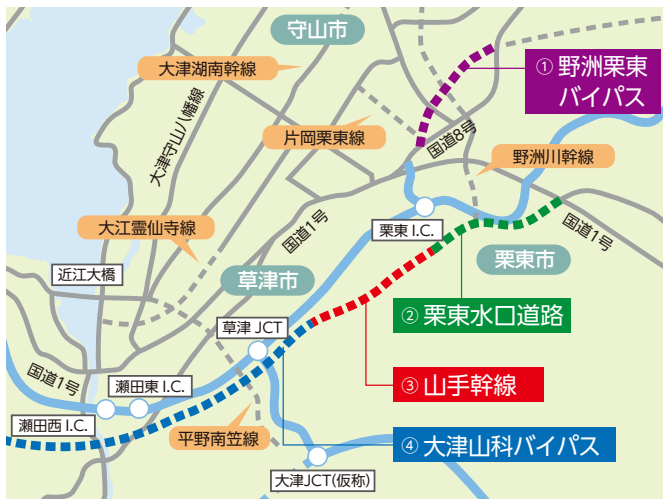 守山市
大津湖南幹線
① 野洲栗東
バイパス
大津守山八幡線
片岡栗東線
国道8号
野洲川幹線
大江霊仙寺線
国道1号
栗東 I.C.
国道1号
近江大橋
草津市
栗東市
② 栗東水口道路
草津 JCT
国道1号
瀬田東 I.C.
③ 山手幹線
瀬田西 I.C.
平野南笠線
④ 大津山科バイパス
大津JCT(仮称)